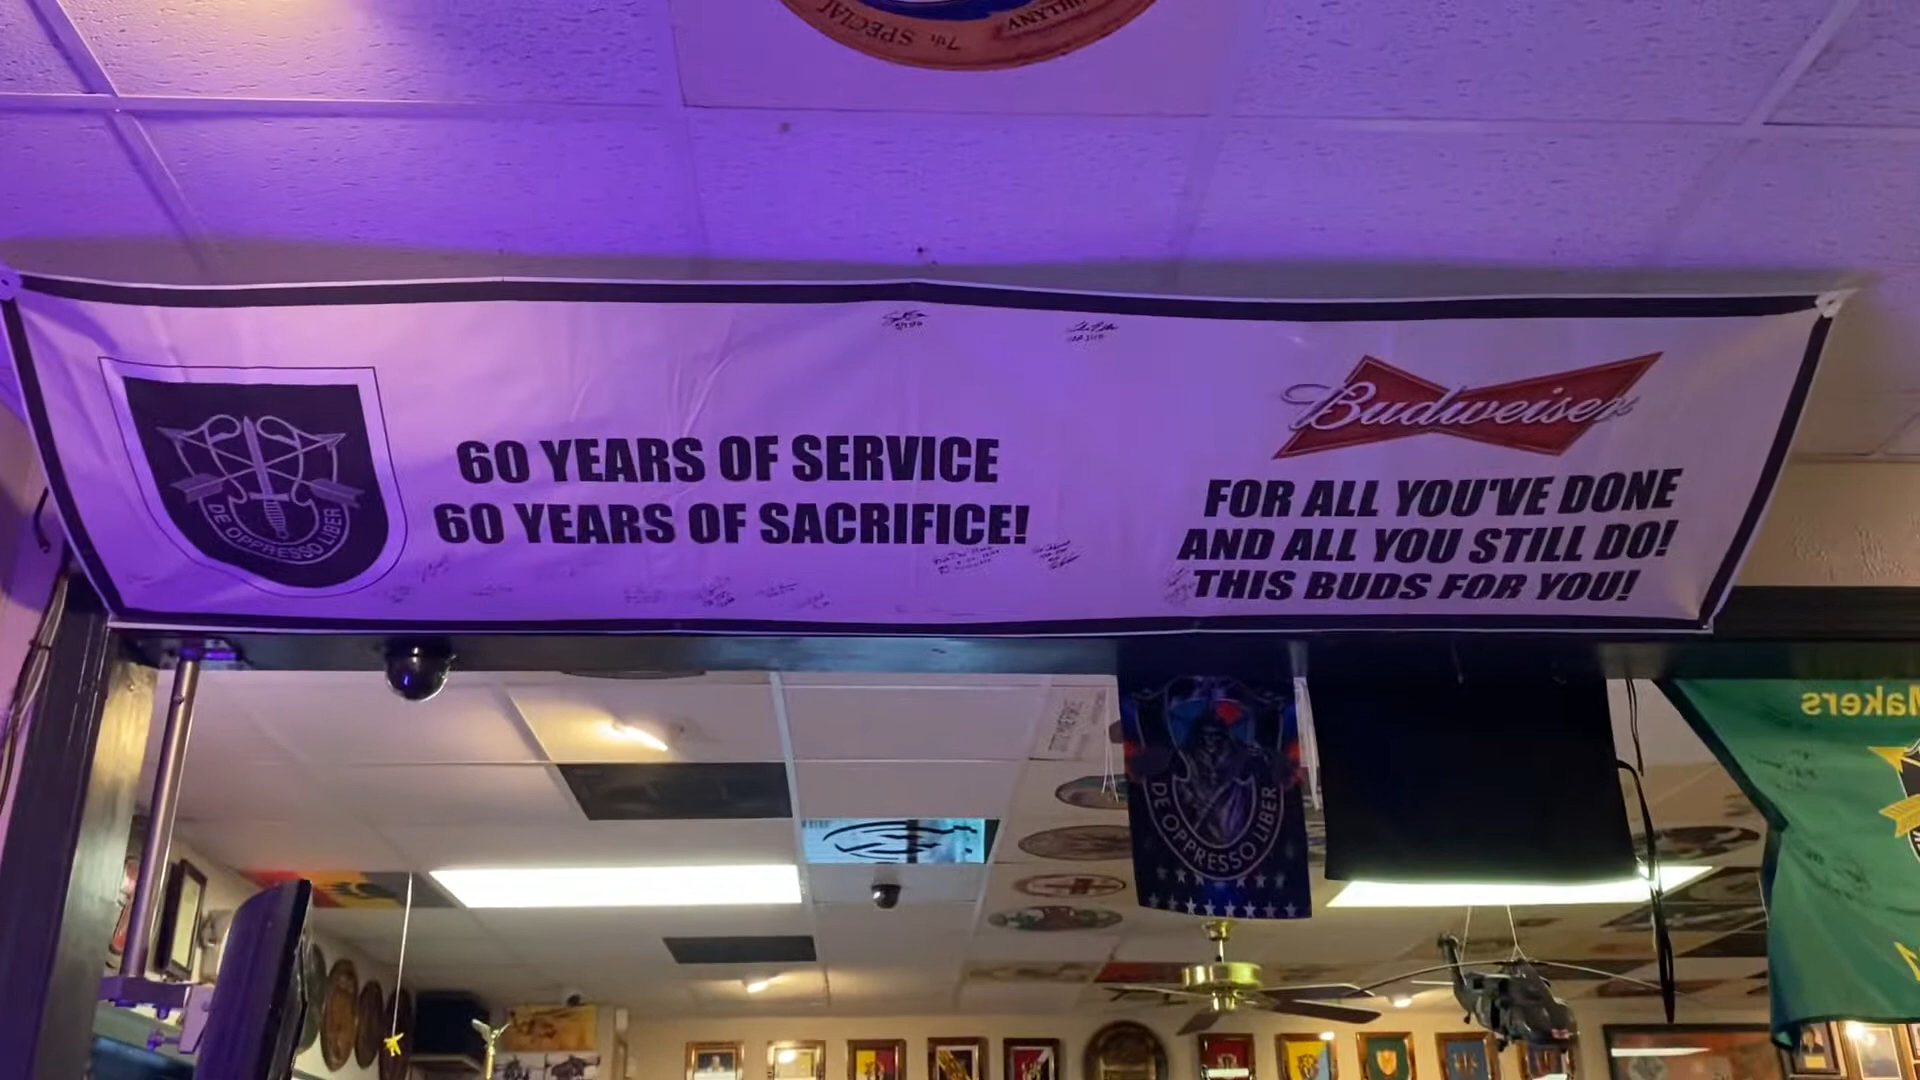 7th SPECIAL
ANYTHI
DE OPPRESSO LIBER
60 YEARS OF SERVICE
60 YEARS OF SACRIFICE!
Budweiser
FOR ALL YOU'VE DONE
AND ALL YOU STILL DO!
THIS BUDS FOR YOU!
DE OPPRESSO LIBER
Makers